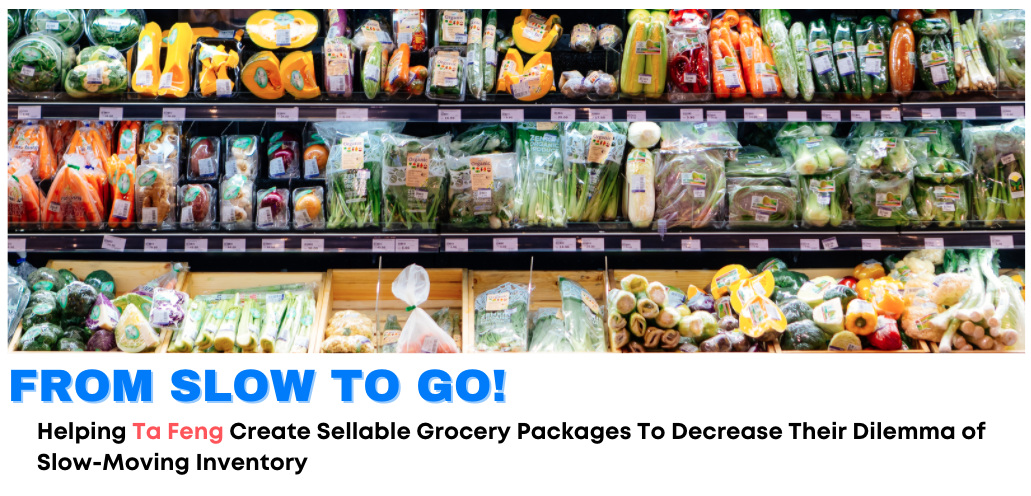 FROM SLOW TO GO!
Helping Ta Feng Create Sellable Grocery Packages To Decrease Their Dilemma of
Slow-Moving Inventory